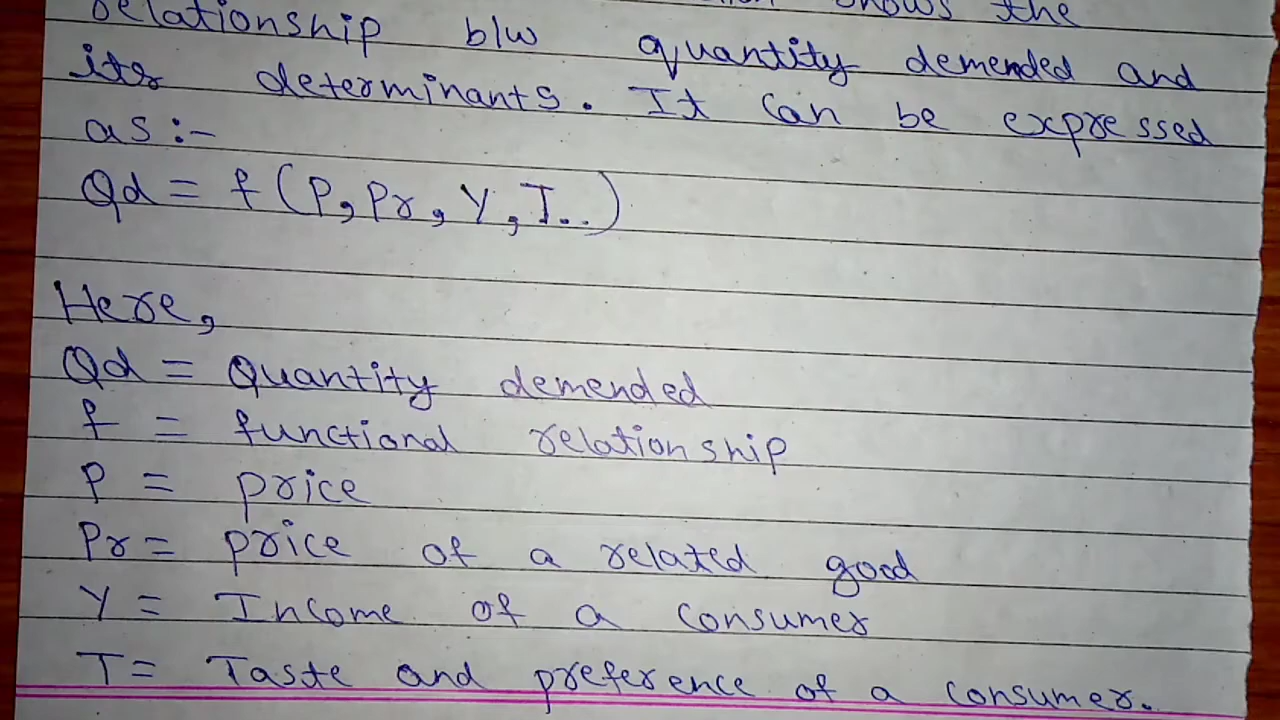 relationship b/w quantity demended and
its determinants. It can be expressed
as :-
Qd = f (P, Pr, Y, T..)
Here,
Qd = Quantity demended
f = functional relationship
P = price
Pr = price of a related good
Y = Income of a consumer
T = Taste and preference of a consumer.